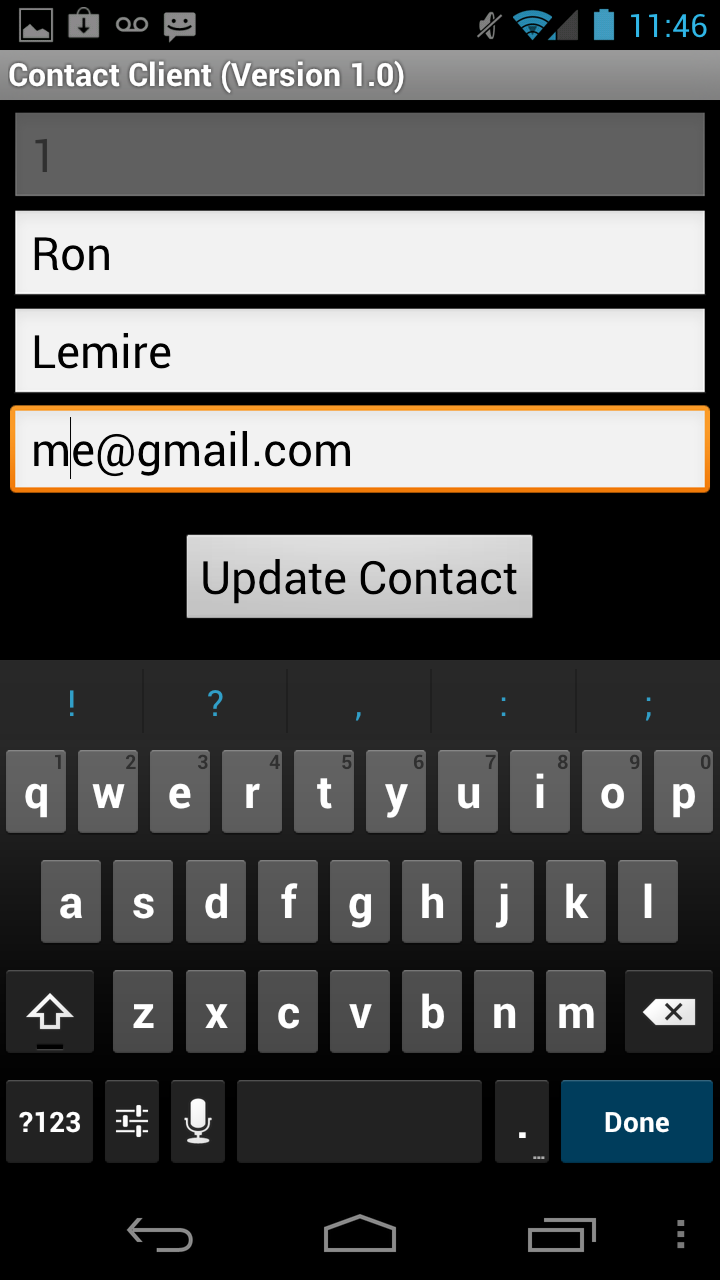 11:46
Contact Client (Version 1.0)
1
Ron
Lemire
me@gmail.com
Update Contact
! ? , : ;
1 2 3 4 5 6 7 8 9 0
q w e r t y u i o p
a s d f g h j k l
z x c v b n m
?123 . ... Done